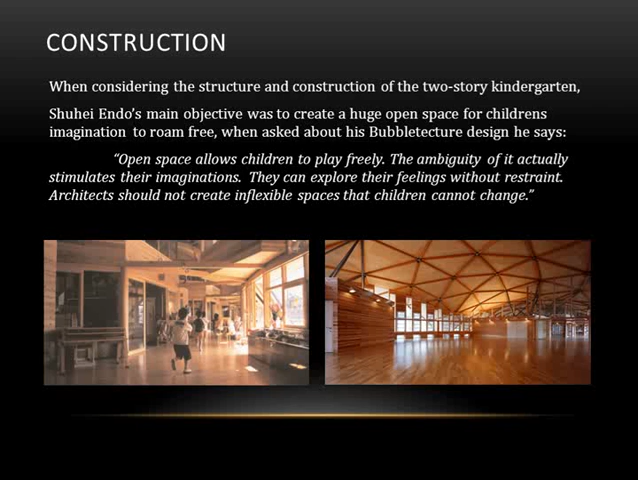 CONSTRUCTION
When considering the structure and construction of the two-story kindergarten,
Shuhei Endo’s main objective was to create a huge open space for childrens
imagination to roam free, when asked about his Bubbletecture design he says:
“Open space allows children to play freely. The ambiguity of it actually
stimulates their imaginations. They can explore their feelings without restraint.
Architects should not create inflexible spaces that children cannot change.”